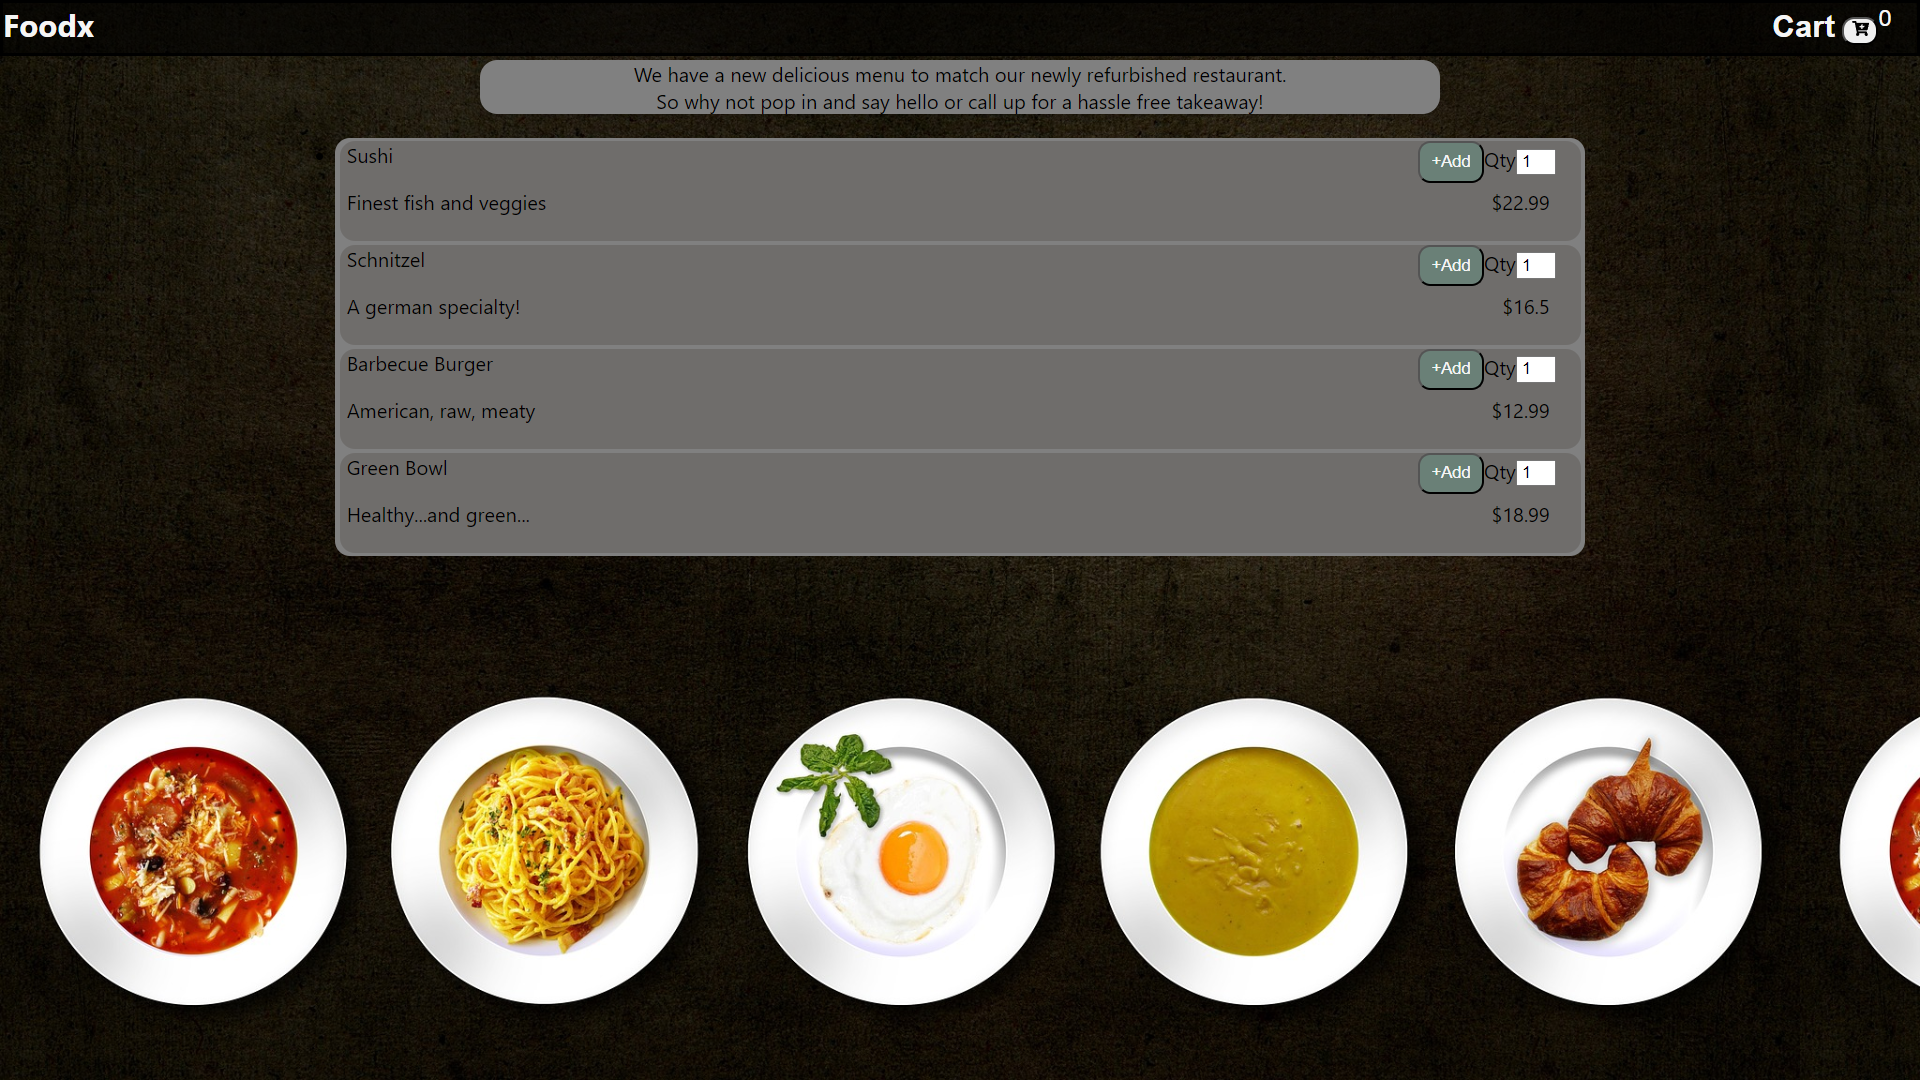 Foodx
Cart 0
We have a new delicious menu to match our newly refurbished restaurant.
So why not pop in and say hello or call up for a hassle free takeaway!
Sushi
+Add Qty 1
Finest fish and veggies
$22.99
Schnitzel
+Add Qty 1
A german specialty!
$16.5
Barbecue Burger
+Add Qty 1
American, raw, meaty
$12.99
Green Bowl
+Add Qty 1
Healthy...and green...
$18.99